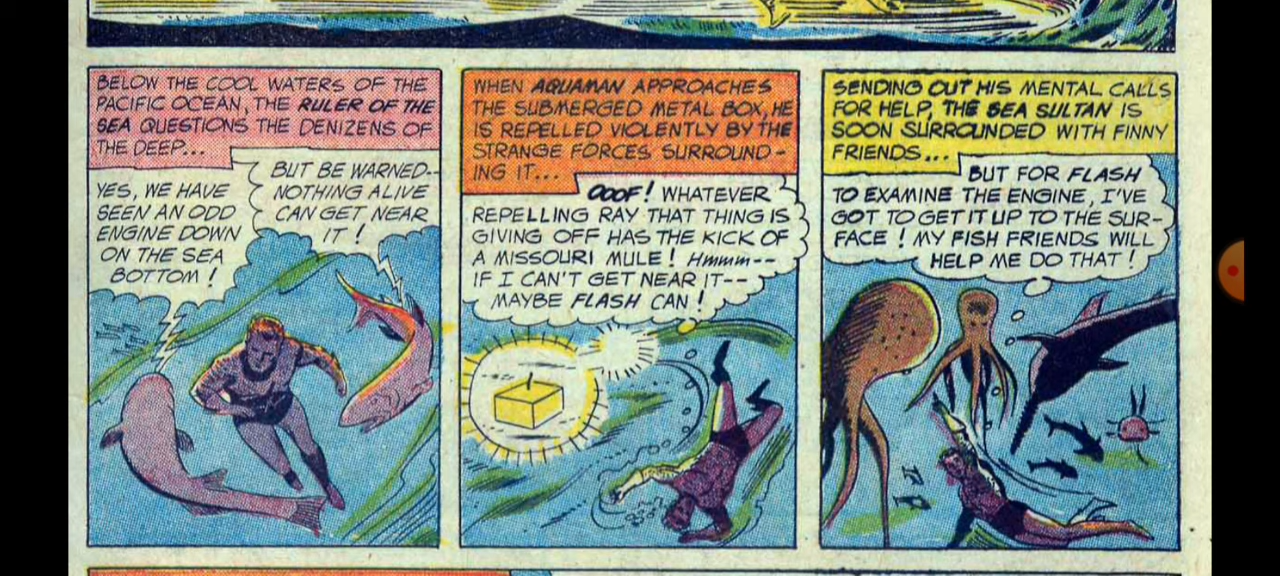 BELOW THE COOL WATERS OF THE
PACIFIC OCEAN, THE RULER OF THE
SEA QUESTIONS THE DENIZENS OF
THE DEEP...
YES, WE HAVE
SEEN AN ODD
ENGINE DOWN
ON THE SEA
BOTTOM!
BUT BE WARNED--
NOTHING ALIVE
CAN GET NEAR
IT!
WHEN AQUAMAN APPROACHES
THE SUBMERGED METAL BOX, HE
IS REPELLED VIOLENTLY BY THE
STRANGE FORCES SURROUND-
ING IT...
OOOF! WHATEVER
REPELLING RAY THAT THING IS
GIVING OFF HAS THE KICK OF
A MISSOURI MULE! Hmmm--
IF I CAN'T GET NEAR IT--
MAYBE FLASH CAN!
SENDING OUT HIS MENTAL CALLS
FOR HELP, THE SEA SULTAN IS
SOON SURROUNDED WITH FINNY
FRIENDS...
BUT FOR FLASH
TO EXAMINE THE ENGINE, I'VE
GOT TO GET IT UP TO THE SUR-
FACE! MY FISH FRIENDS WILL
HELP ME DO THAT!